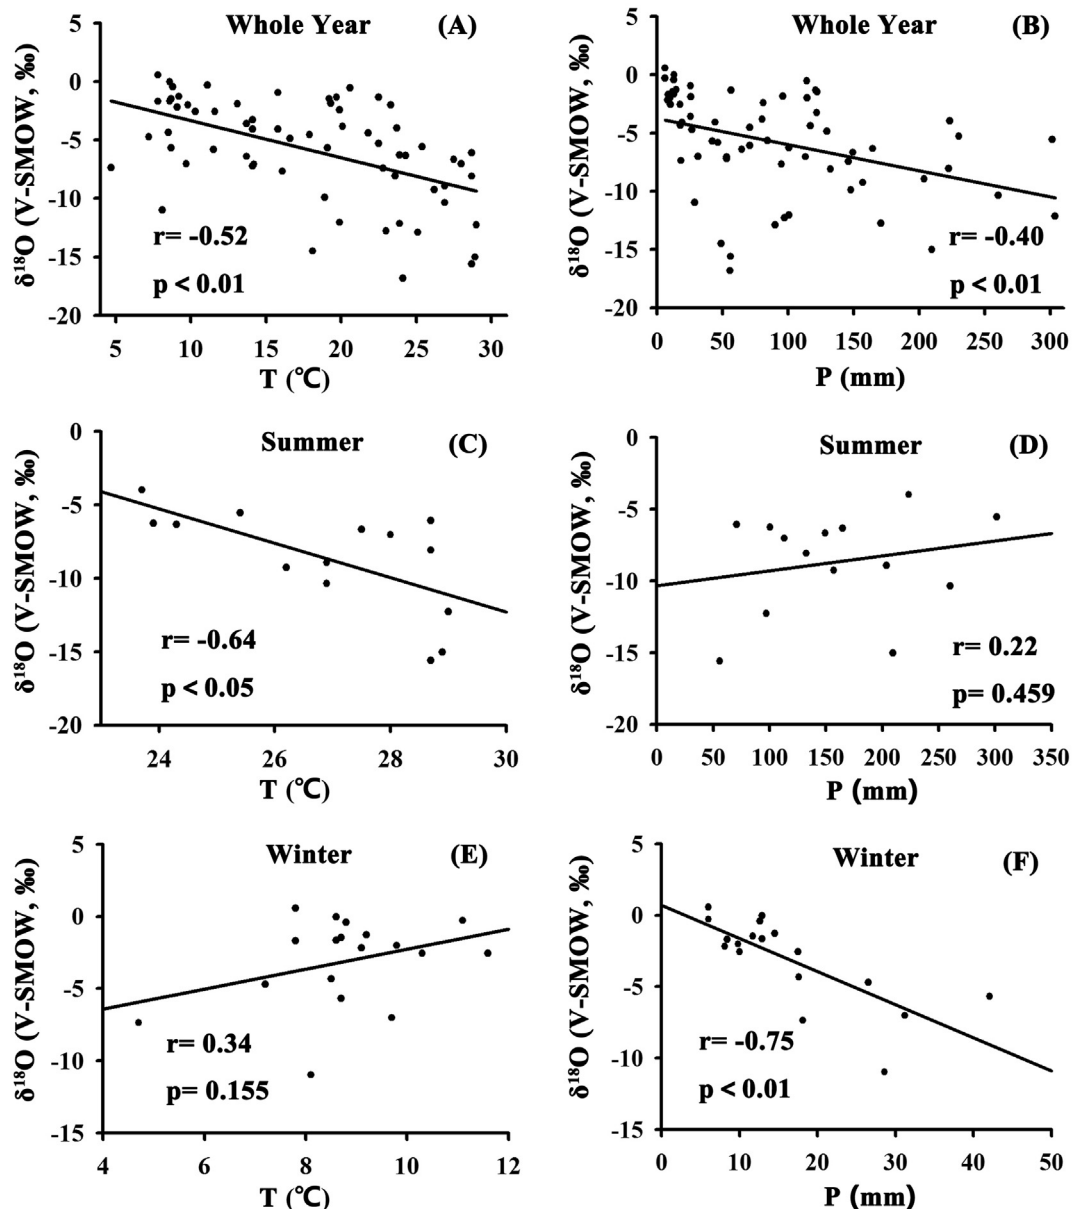 Whole Year (A)
5
0
-5
-10
-15
-20
δ¹⁸O (V-SMOW, ‰)
r= -0.52
p < 0.01
5 10 15 20 25 30
T (℃)
Whole Year (B)
5
0
-5
-10
-15
-20
δ¹⁸O (V-SMOW, ‰)
r= -0.40
p < 0.01
0 50 100 150 200 250 300
P (mm)
Summer (C)
0
-5
-10
-15
-20
δ¹⁸O (V-SMOW, ‰)
r= -0.64
p < 0.05
24 26 28 30
T (℃)
Summer (D)
0
-5
-10
-15
-20
δ¹⁸O (V-SMOW, ‰)
r= 0.22
p= 0.459
0 50 100 150 200 250 300 350
P (mm)
Winter (E)
5
0
-5
-10
-15
δ¹⁸O (V-SMOW, ‰)
r= 0.34
p= 0.155
4 6 8 10 12
T (℃)
Winter (F)
5
0
-5
-10
-15
δ¹⁸O (V-SMOW, ‰)
r= -0.75
p < 0.01
0 10 20 30 40 50
P (mm)